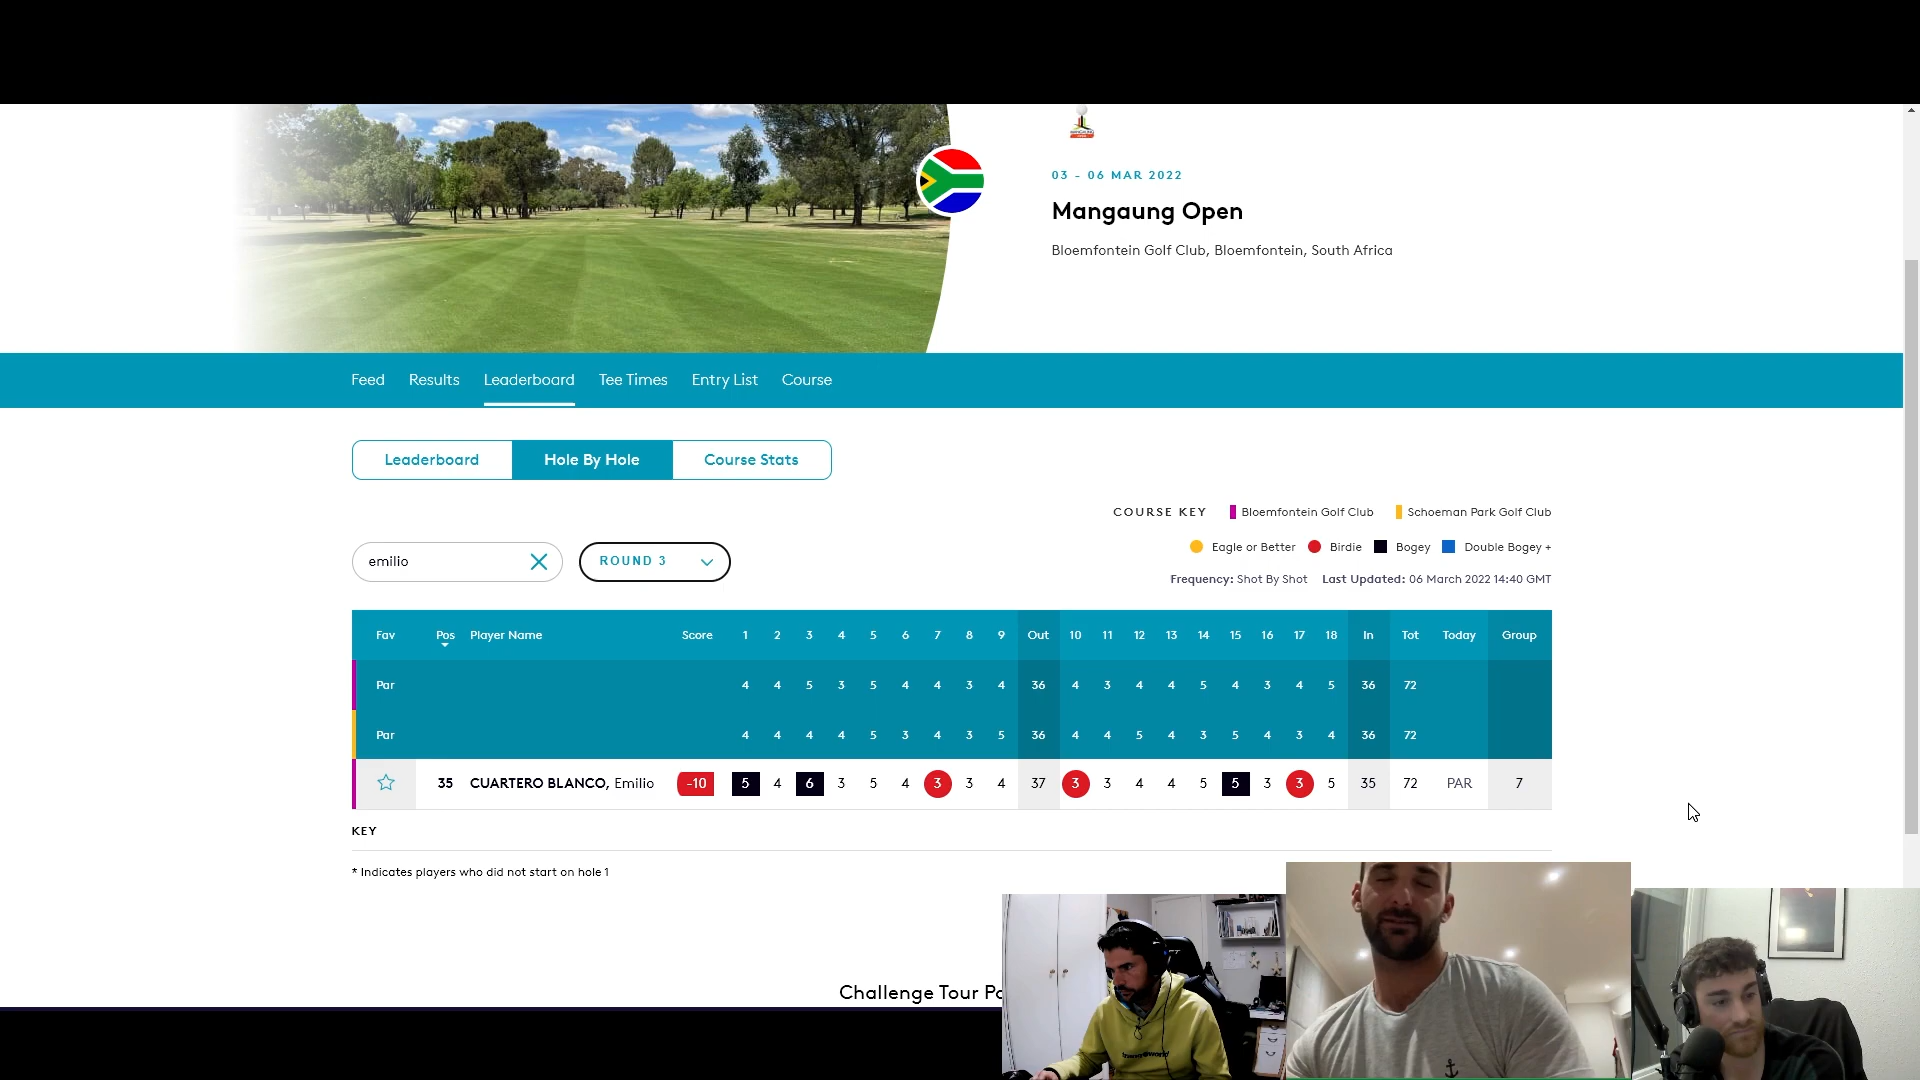 03 - 06 MAR 2022
Mangaung Open
Bloemfontein Golf Club, Bloemfontein, South Africa
Feed Results Leaderboard Tee Times Entry List Course
Leaderboard Hole By Hole Course Stats
COURSE KEY Bloemfontein Golf Club Schoeman Park Golf Club
Eagle or Better Birdie Bogey Double Bogey +
emilio ROUND 3
Frequency: Shot By Shot Last Updated: 06 March 2022 14:40 GMT
Fav Pos Player Name Score 1 2 3 4 5 6 7 8 9 Out 10 11 12 13 14 15 16 17 18 In Tot Today Group
Par 4 4 5 3 5 4 4 3 4 36 4 3 4 4 5 4 3 4 5 36 72
Par 4 4 4 4 5 3 4 3 5 36 4 4 5 4 3 5 4 3 4 36 72
35 CUARTERO BLANCO, Emilio -10 5 4 6 3 5 4 3 3 4 37 3 3 4 4 5 5 3 3 5 35 72 PAR 7
KEY
* Indicates players who did not start on hole 1
Challenge Tour